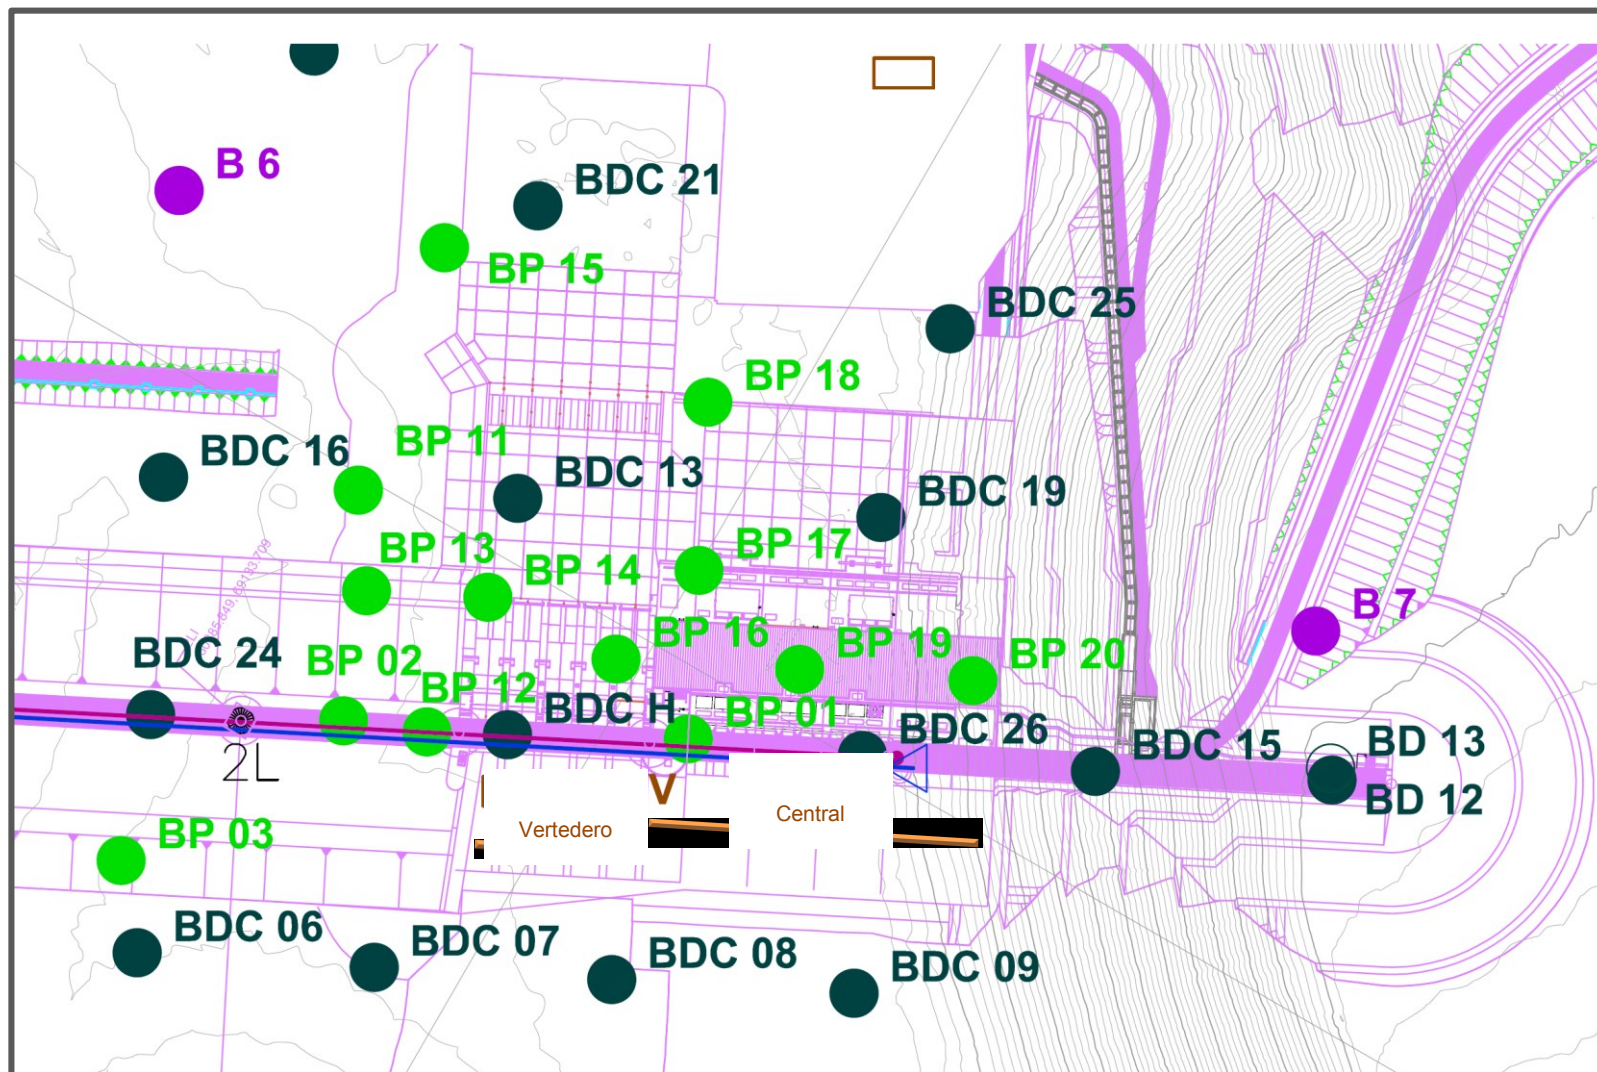 B 6
BDC 21
BP 15
BDC 25
BP 18
BP 11
BDC 16
BDC 13
BDC 19
BP 13
BP 14
BP 17
B 7
BDC 24
BP 02
BP 16
BP 19
BP 20
BP 12
BDC H
BP 01
BDC 26
BDC 15
BD 13
2L
V
Central
BD 12
Vertedero
BP 03
BDC 06
BDC 07
BDC 08
BDC 09